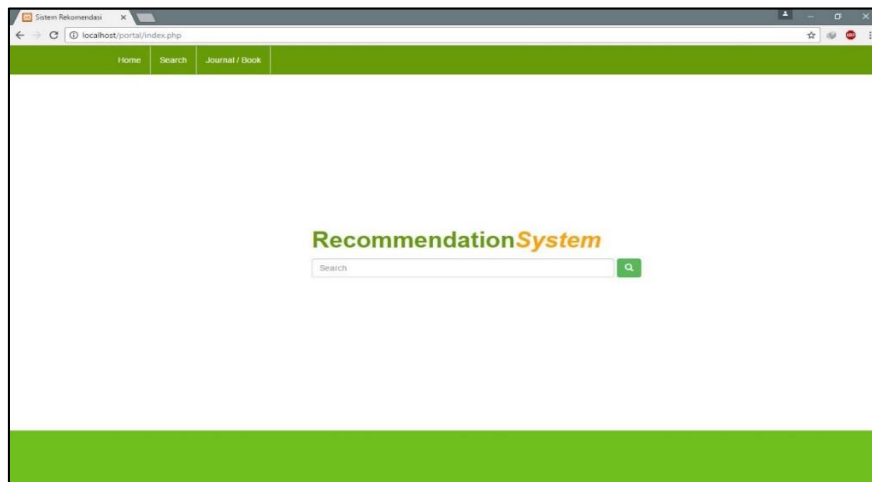 Sistem Rekomendasi
localhost/portal/index.php
Home Search Journal / Book
RecommendationSystem
Search